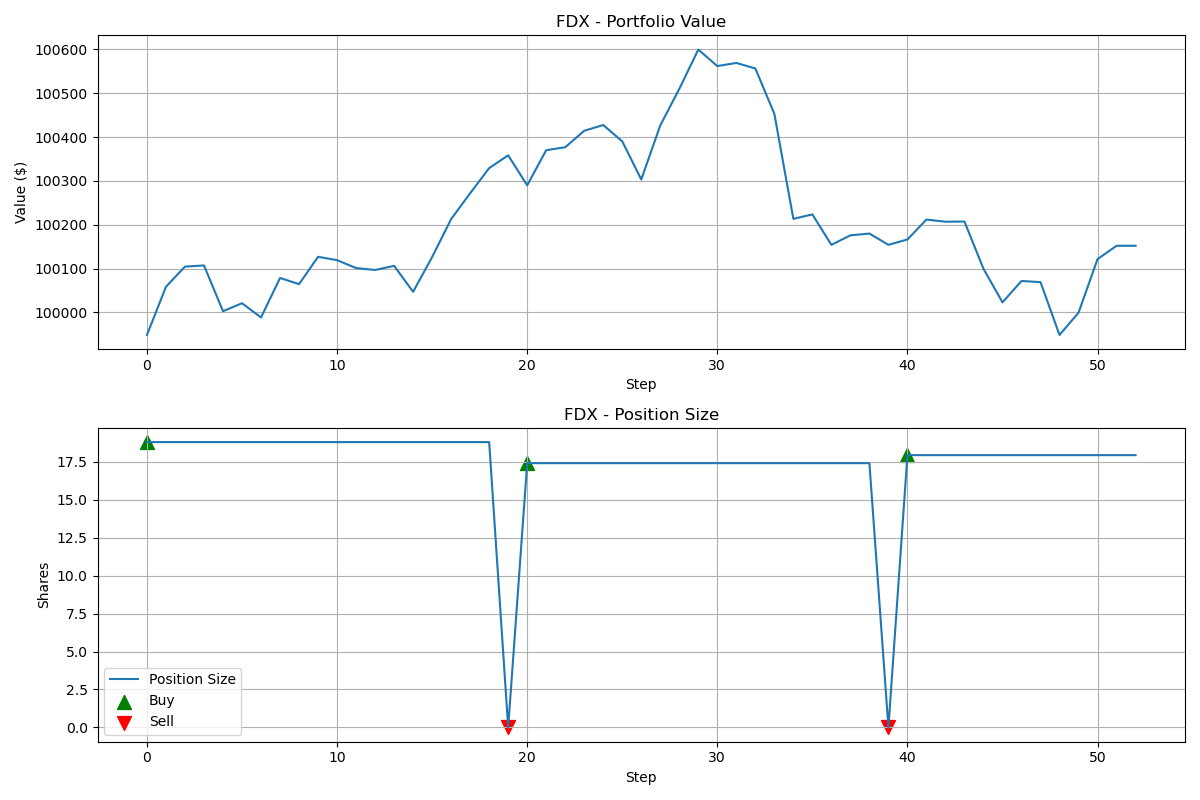 FDX - Portfolio Value
100600
100500
100400
100300
100200
100100
100000
Value ($)
0 10 20 30 40 50
Step
FDX - Position Size
17.5
15.0
12.5
10.0
7.5
5.0
2.5
0.0
Shares
Position Size
Buy
Sell
0 10 20 30 40 50
Step